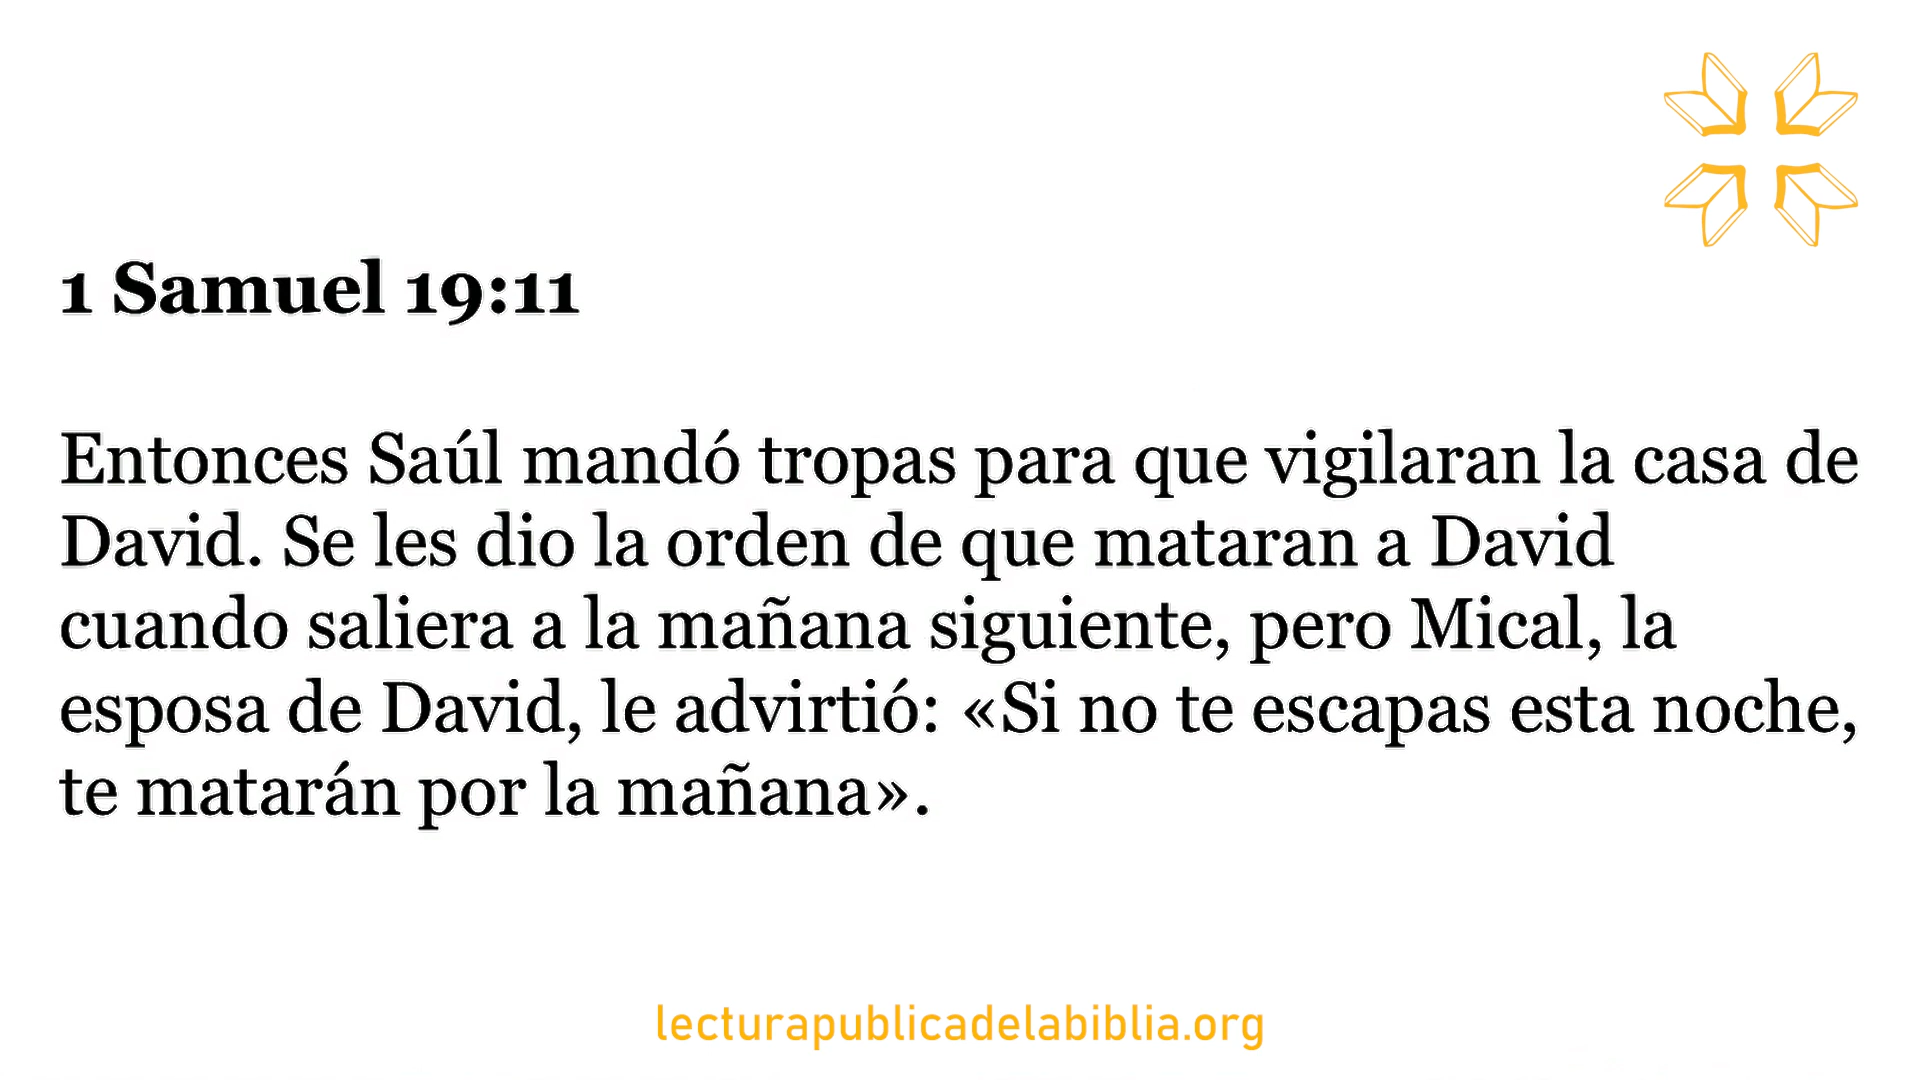 1 Samuel 19:11
Entonces Saúl mandó tropas para que vigilaran la casa de
David. Se les dio la orden de que mataran a David
cuando saliera a la mañana siguiente, pero Mical, la
esposa de David, le advirtió: «Si no te escapas esta noche,
te matarán por la mañana».
lecturapublicadelabiblia.org